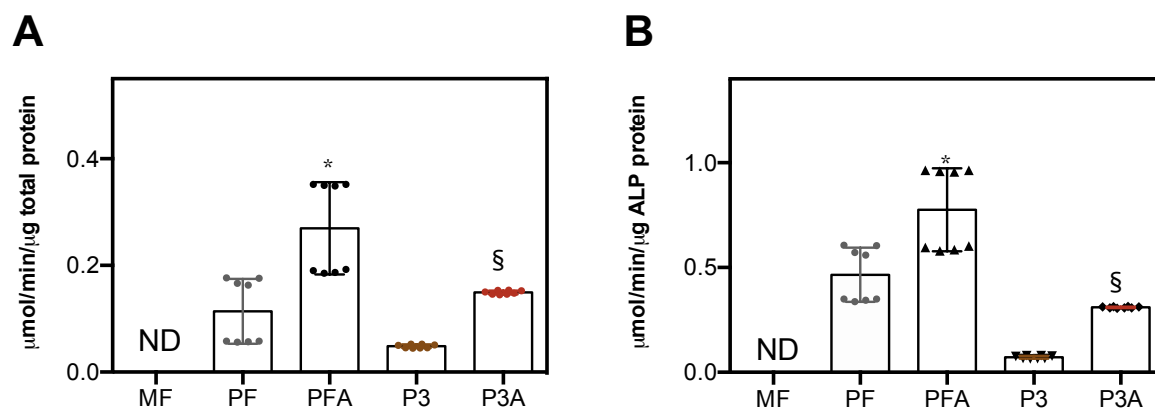 A
μmol/min/μg total protein
0.4
0.2
0.0
*
§
ND
MF PF PFA P3 P3A
B
μmol/min/μg ALP protein
1.0
0.5
0.0
*
§
ND
MF PF PFA P3 P3A